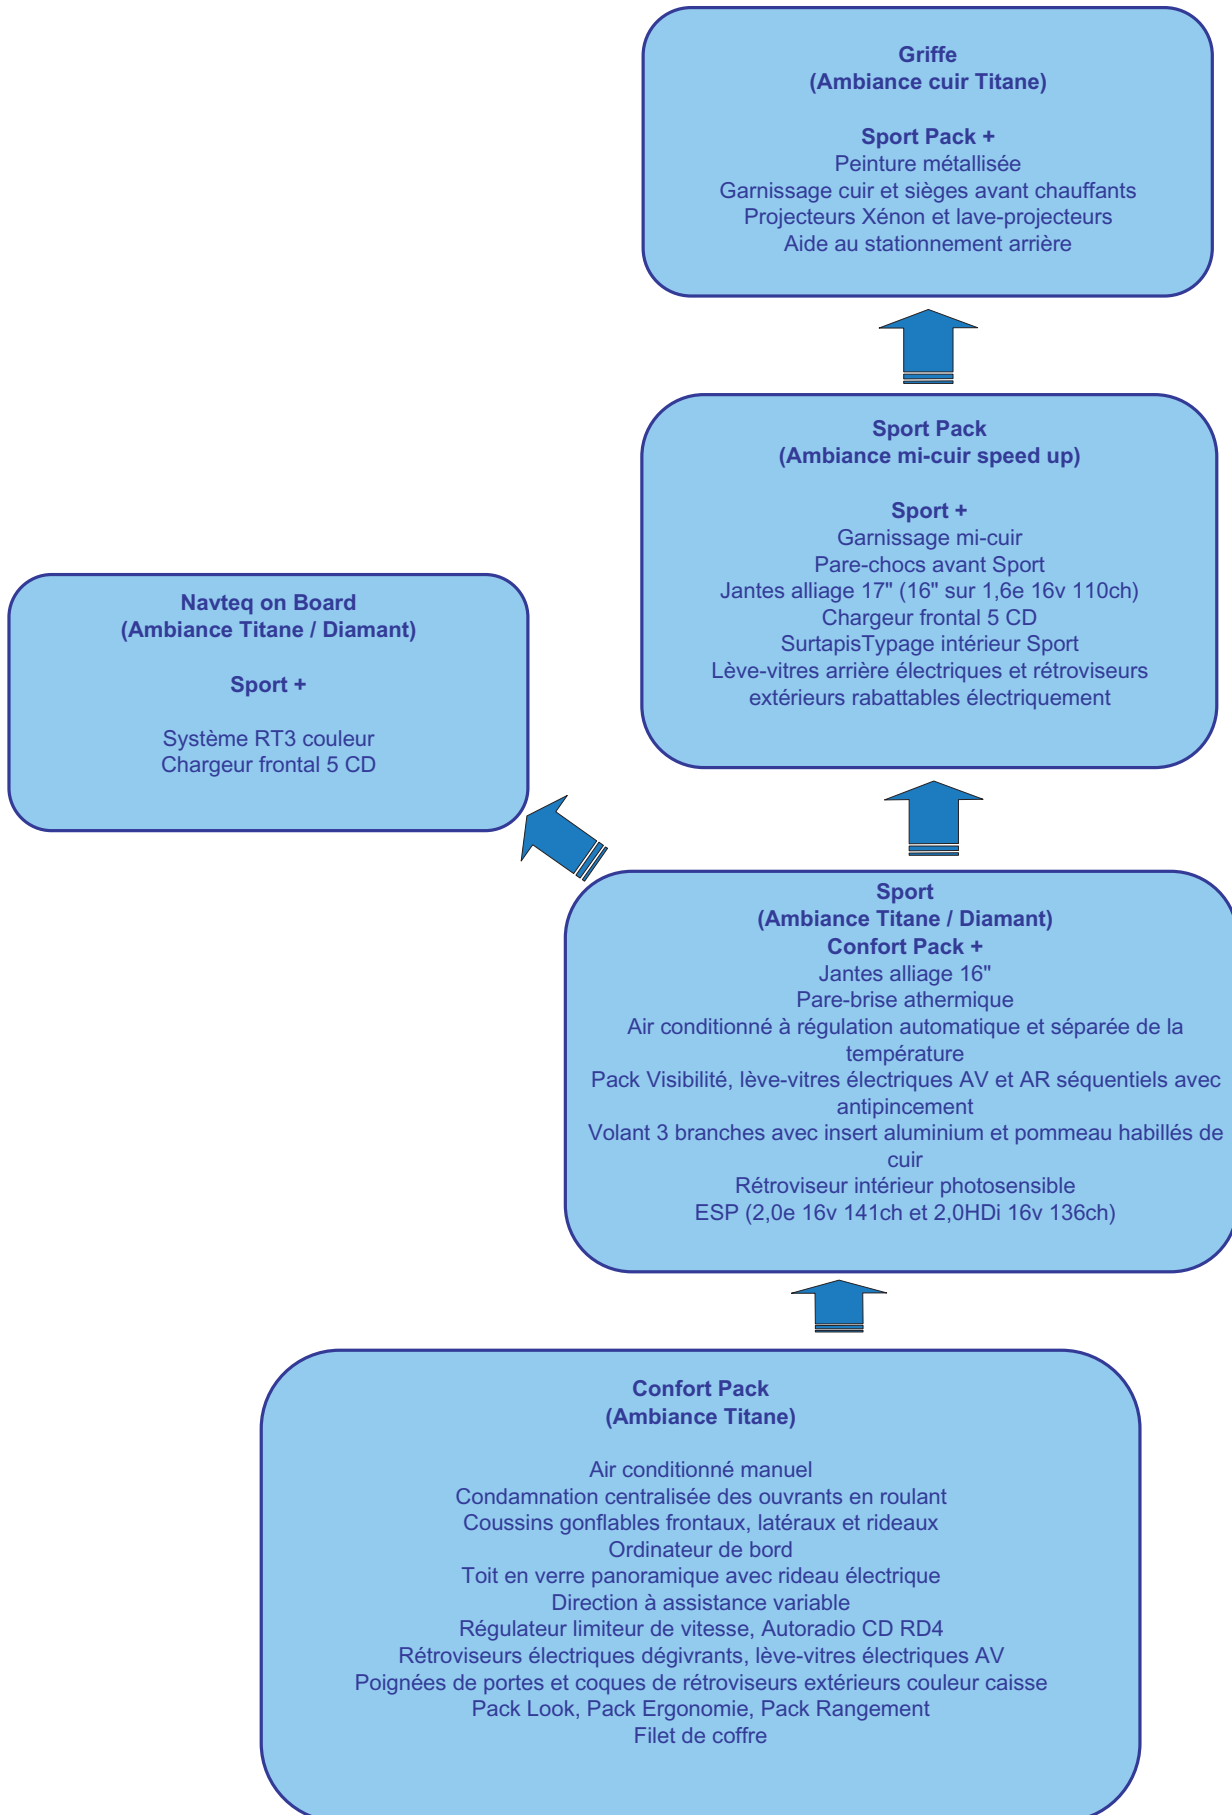 Griffe
(Ambiance cuir Titane)
Sport Pack +
Peinture métallisée
Garnissage cuir et sièges avant chauffants
Projecteurs Xénon et lave-projecteurs
Aide au stationnement arrière
Sport Pack
(Ambiance mi-cuir speed up)
Sport +
Garnissage mi-cuir
Pare-chocs avant Sport
Jantes alliage 17" (16" sur 1,6e 16v 110ch)
Chargeur frontal 5 CD
SurtapisTypage intérieur Sport
Lève-vitres arrière électriques et rétroviseurs
extérieurs rabattables électriquement
Navteq on Board
(Ambiance Titane / Diamant)
Sport +
Système RT3 couleur
Chargeur frontal 5 CD
Sport
(Ambiance Titane / Diamant)
Confort Pack +
Jantes alliage 16"
Pare-brise athermique
Air conditionné à régulation automatique et séparée de la
température
Pack Visibilité, lève-vitres électriques AV et AR séquentiels avec
antipincement
Volant 3 branches avec insert aluminium et pommeau habillés de
cuir
Rétroviseur intérieur photosensible
ESP (2,0e 16v 141ch et 2,0HDi 16v 136ch)
Confort Pack
(Ambiance Titane)
Air conditionné manuel
Condamnation centralisée des ouvrants en roulant
Coussins gonflables frontaux, latéraux et rideaux
Ordinateur de bord
Toit en verre panoramique avec rideau électrique
Direction à assistance variable
Régulateur limiteur de vitesse, Autoradio CD RD4
Rétroviseurs électriques dégivrants, lève-vitres électriques AV
Poignées de portes et coques de rétroviseurs extérieurs couleur caisse
Pack Look, Pack Ergonomie, Pack Rangement
Filet de coffre